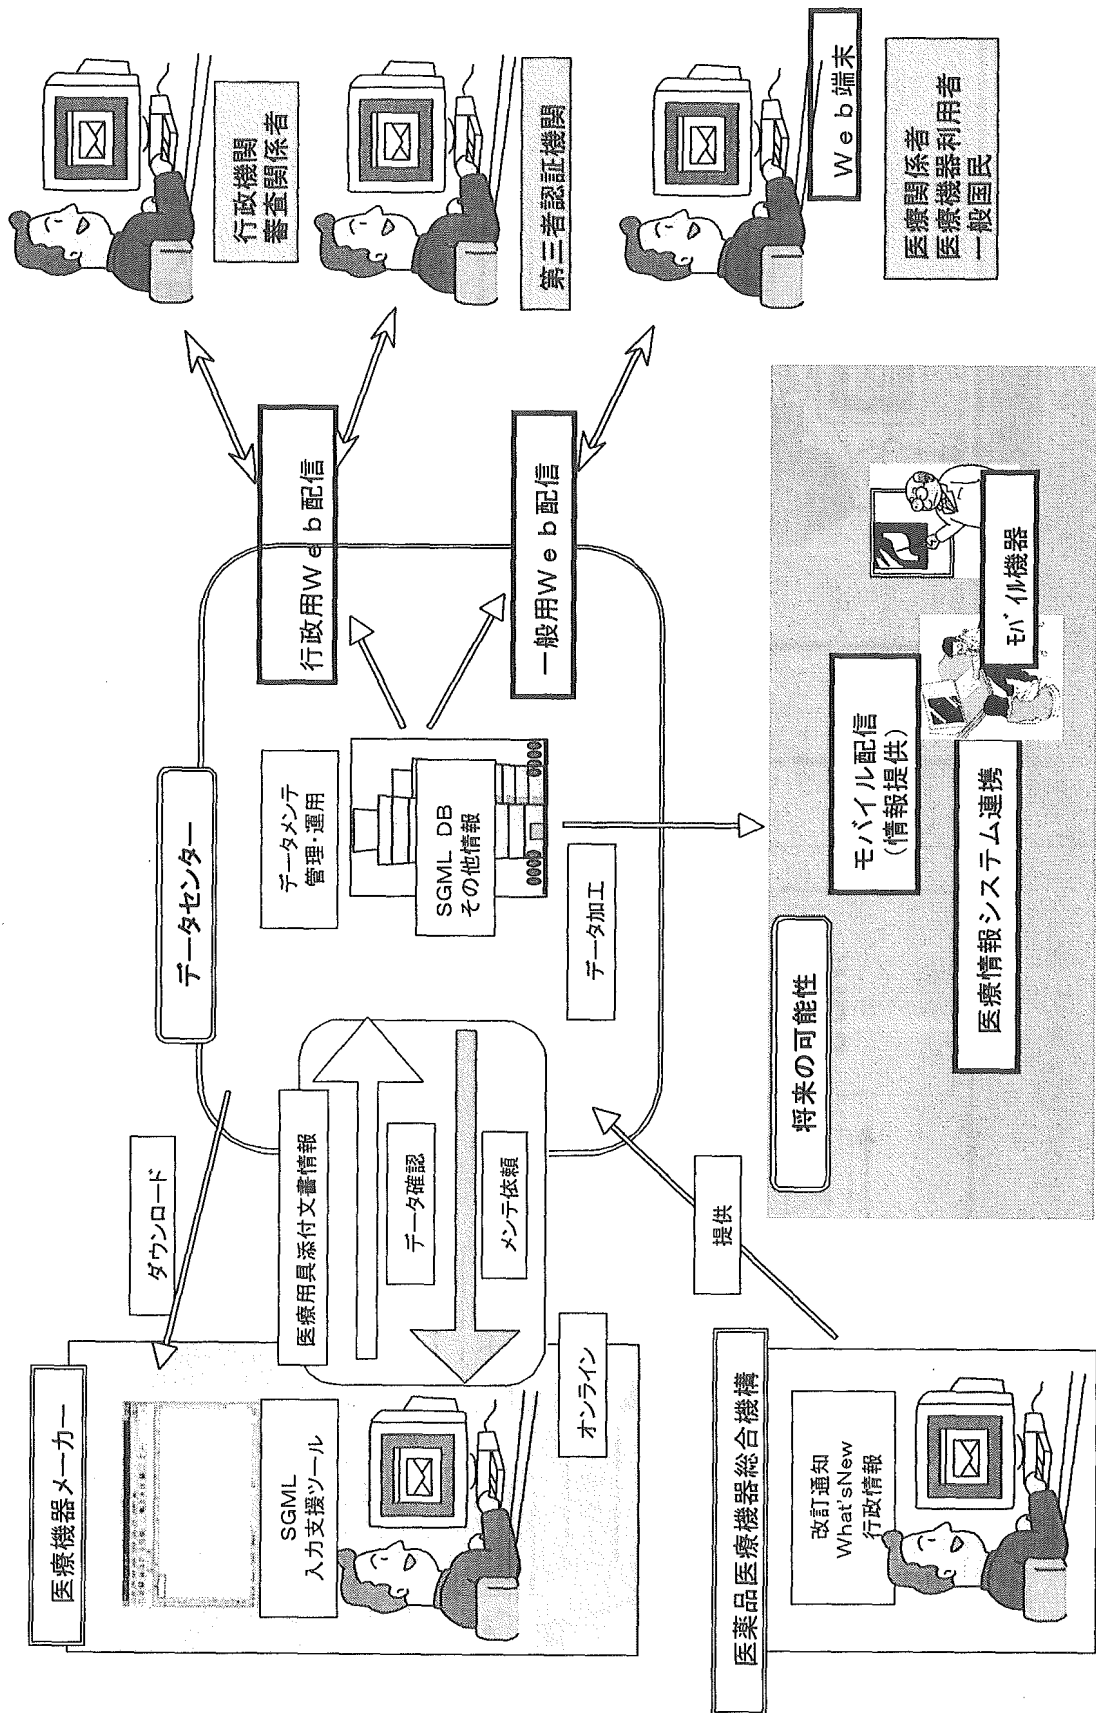 医療機器メーカー
SGML
入力支援ツール
オンライン
ダウンロード
医療用具添付文書情報
データ確認
メンテ依頼
医薬品医療機器総合機構
改訂通知
What'sNew
行政情報
提供
データセンター
データメンテ
管理・運用
SGML DB
その他情報
データ加工
行政用Web配信
一般用Web配信
行政機関
審査関係者
第三者認証機関
Web端末
医療関係者
医療機器利用者
一般国民
将来の可能性
モバイル配信
(情報提供)
医療情報システム連携
モバイル機器